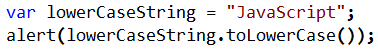 var lowerCaseString = "JavaScript";
alert(lowerCaseString.toLowerCase());